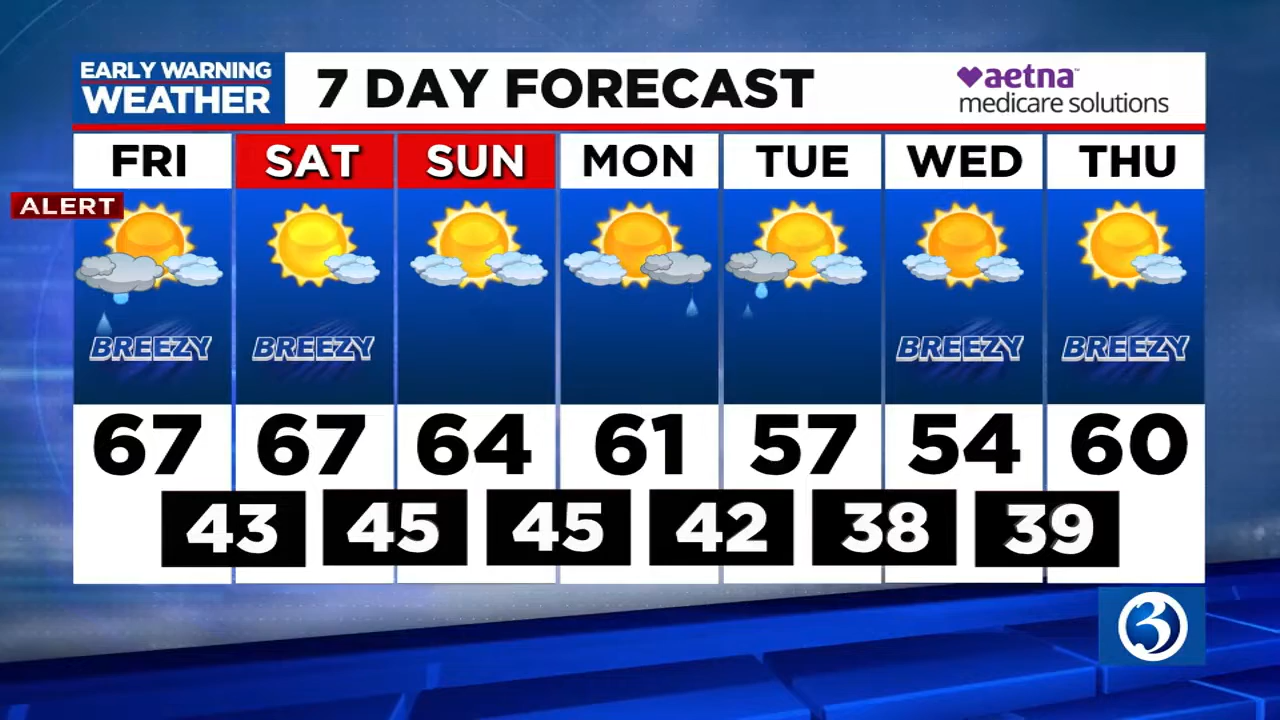 EARLY WARNING
WEATHER
7 DAY FORECAST
aetna™
medicare solutions
FRI SAT SUN MON TUE WED THU
ALERT
BREEZY BREEZY BREEZY BREEZY
67 67 64 61 57 54 60
43 45 45 42 38 39
3